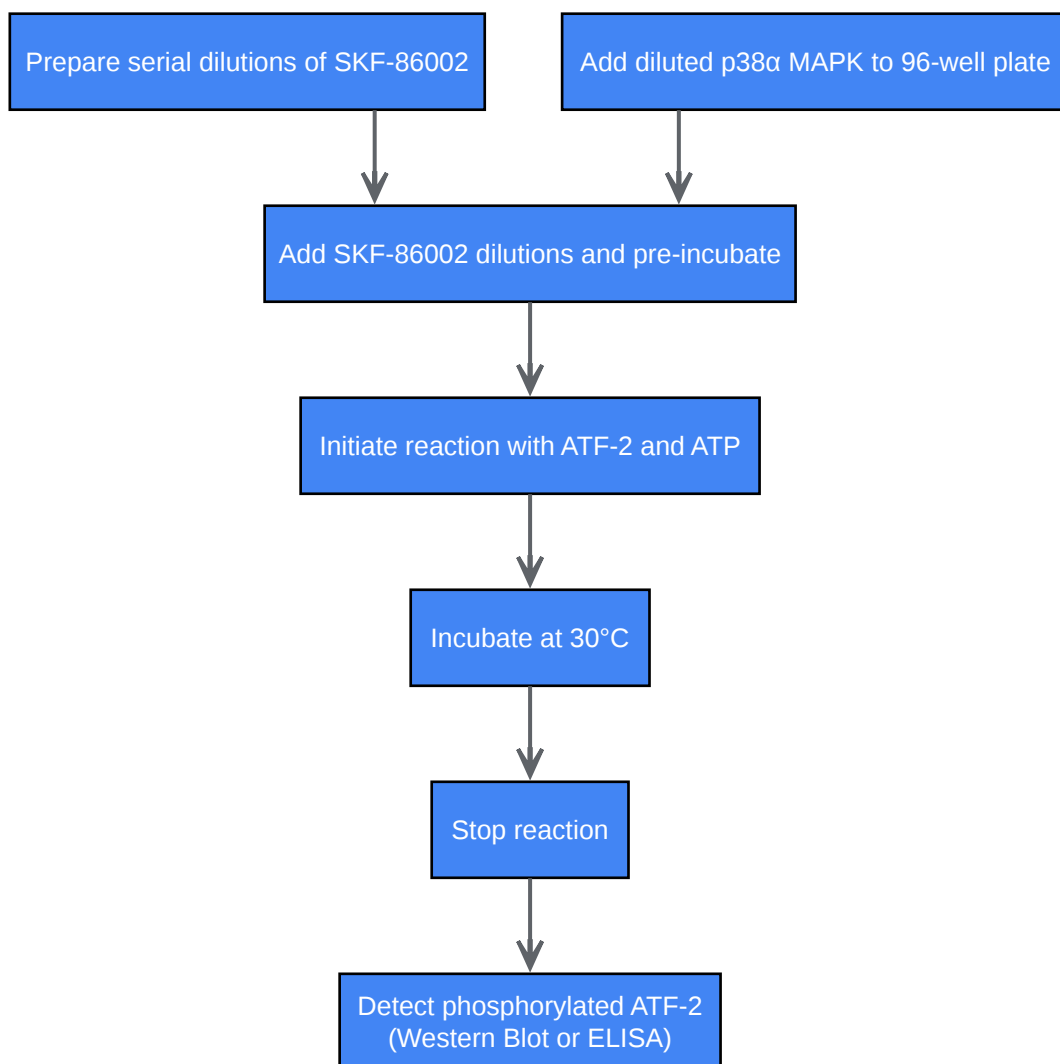 Prepare serial dilutions of SKF-86002
Add diluted p38α MAPK to 96-well plate
Add SKF-86002 dilutions and pre-incubate
Initiate reaction with ATF-2 and ATP
Incubate at 30°C
Stop reaction
Detect phosphorylated ATF-2
(Western Blot or ELISA)